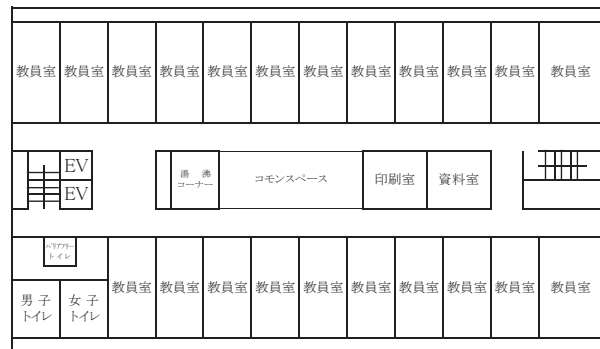 教員室 教員室 教員室 教員室 教員室 教員室 教員室 教員室 教員室 教員室 教員室 教員室
EV
EV
湯沸
コーナー
コモンスペース
印刷室
資料室
バリアフリー
トイレ
男子
トイレ
女子
トイレ
教員室 教員室 教員室 教員室 教員室 教員室 教員室 教員室 教員室 教員室